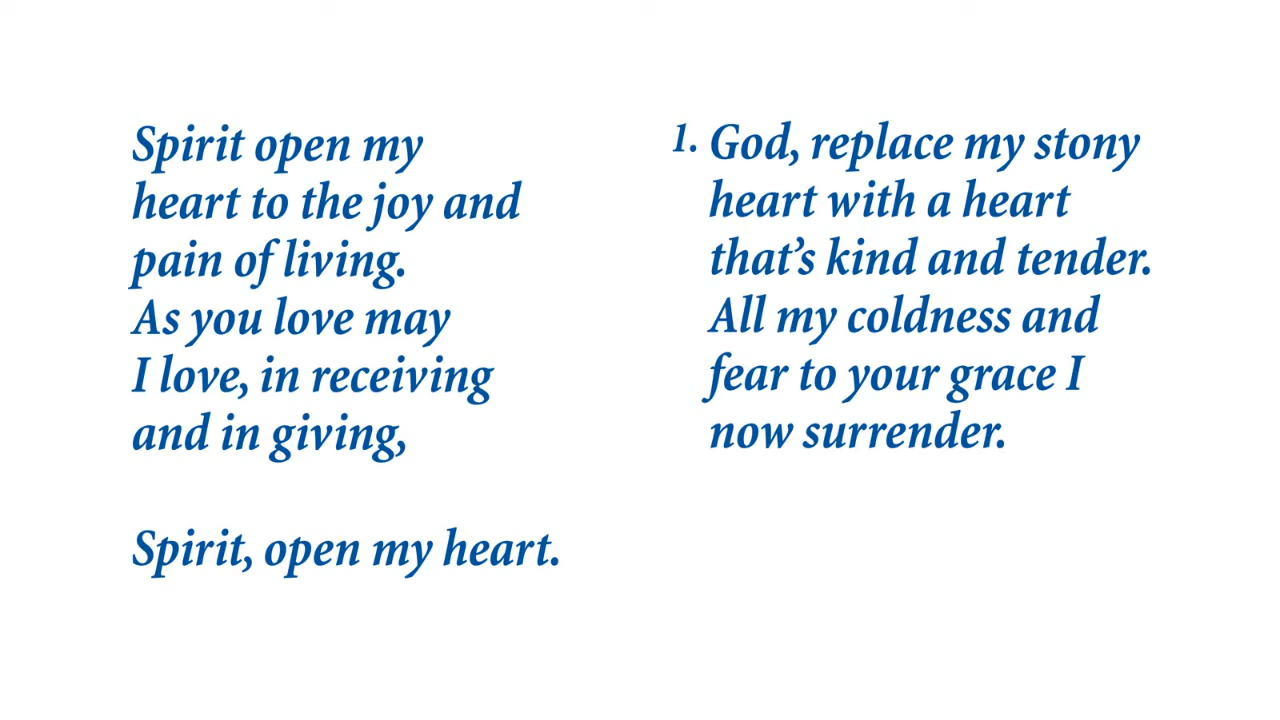 Spirit open my
heart to the joy and
pain of living.
As you love may
I love, in receiving
and in giving,
Spirit, open my heart.
1. God, replace my stony
heart with a heart
that’s kind and tender.
All my coldness and
fear to your grace I
now surrender.